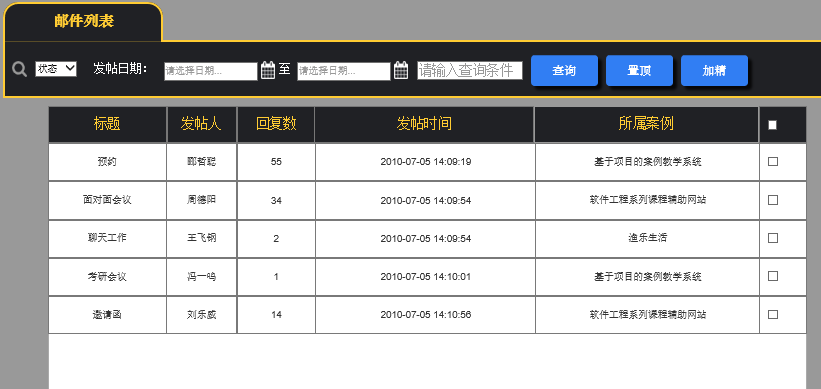 邮件列表
状态 发帖日期： 请选择日期... 至 请选择日期... 请输入查询条件 查询 置顶 加精
标题 发帖人 回复数 发帖时间 所属案例
预约 郦哲聪 55 2010-07-05 14:09:19 基于项目的案例教学系统
面对面会议 周德阳 34 2010-07-05 14:09:54 软件工程系列课程辅助网站
聊天工作 王飞钢 2 2010-07-05 14:09:54 渔乐生活
考研会议 冯一鸣 1 2010-07-05 14:10:01 基于项目的案例教学系统
邀请函 刘乐威 14 2010-07-05 14:10:56 软件工程系列课程辅助网站